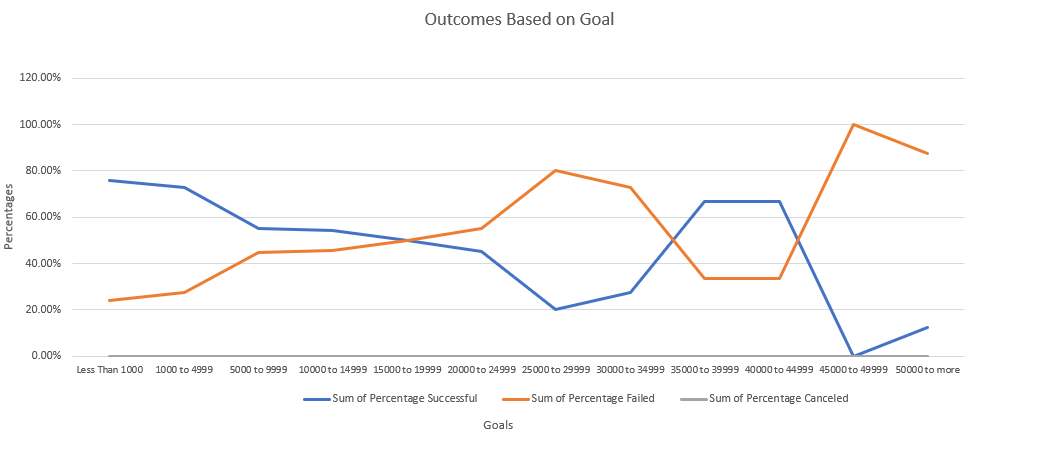 Outcomes Based on Goal
120.00%
100.00%
80.00%
60.00%
40.00%
20.00%
0.00%
Percentages
Less Than 1000 1000 to 4999 5000 to 9999 10000 to 14999 15000 to 19999 20000 to 24999 25000 to 29999 30000 to 34999 35000 to 39999 40000 to 44999 45000 to 49999 50000 to more
Sum of Percentage Successful Sum of Percentage Failed Sum of Percentage Canceled
Goals